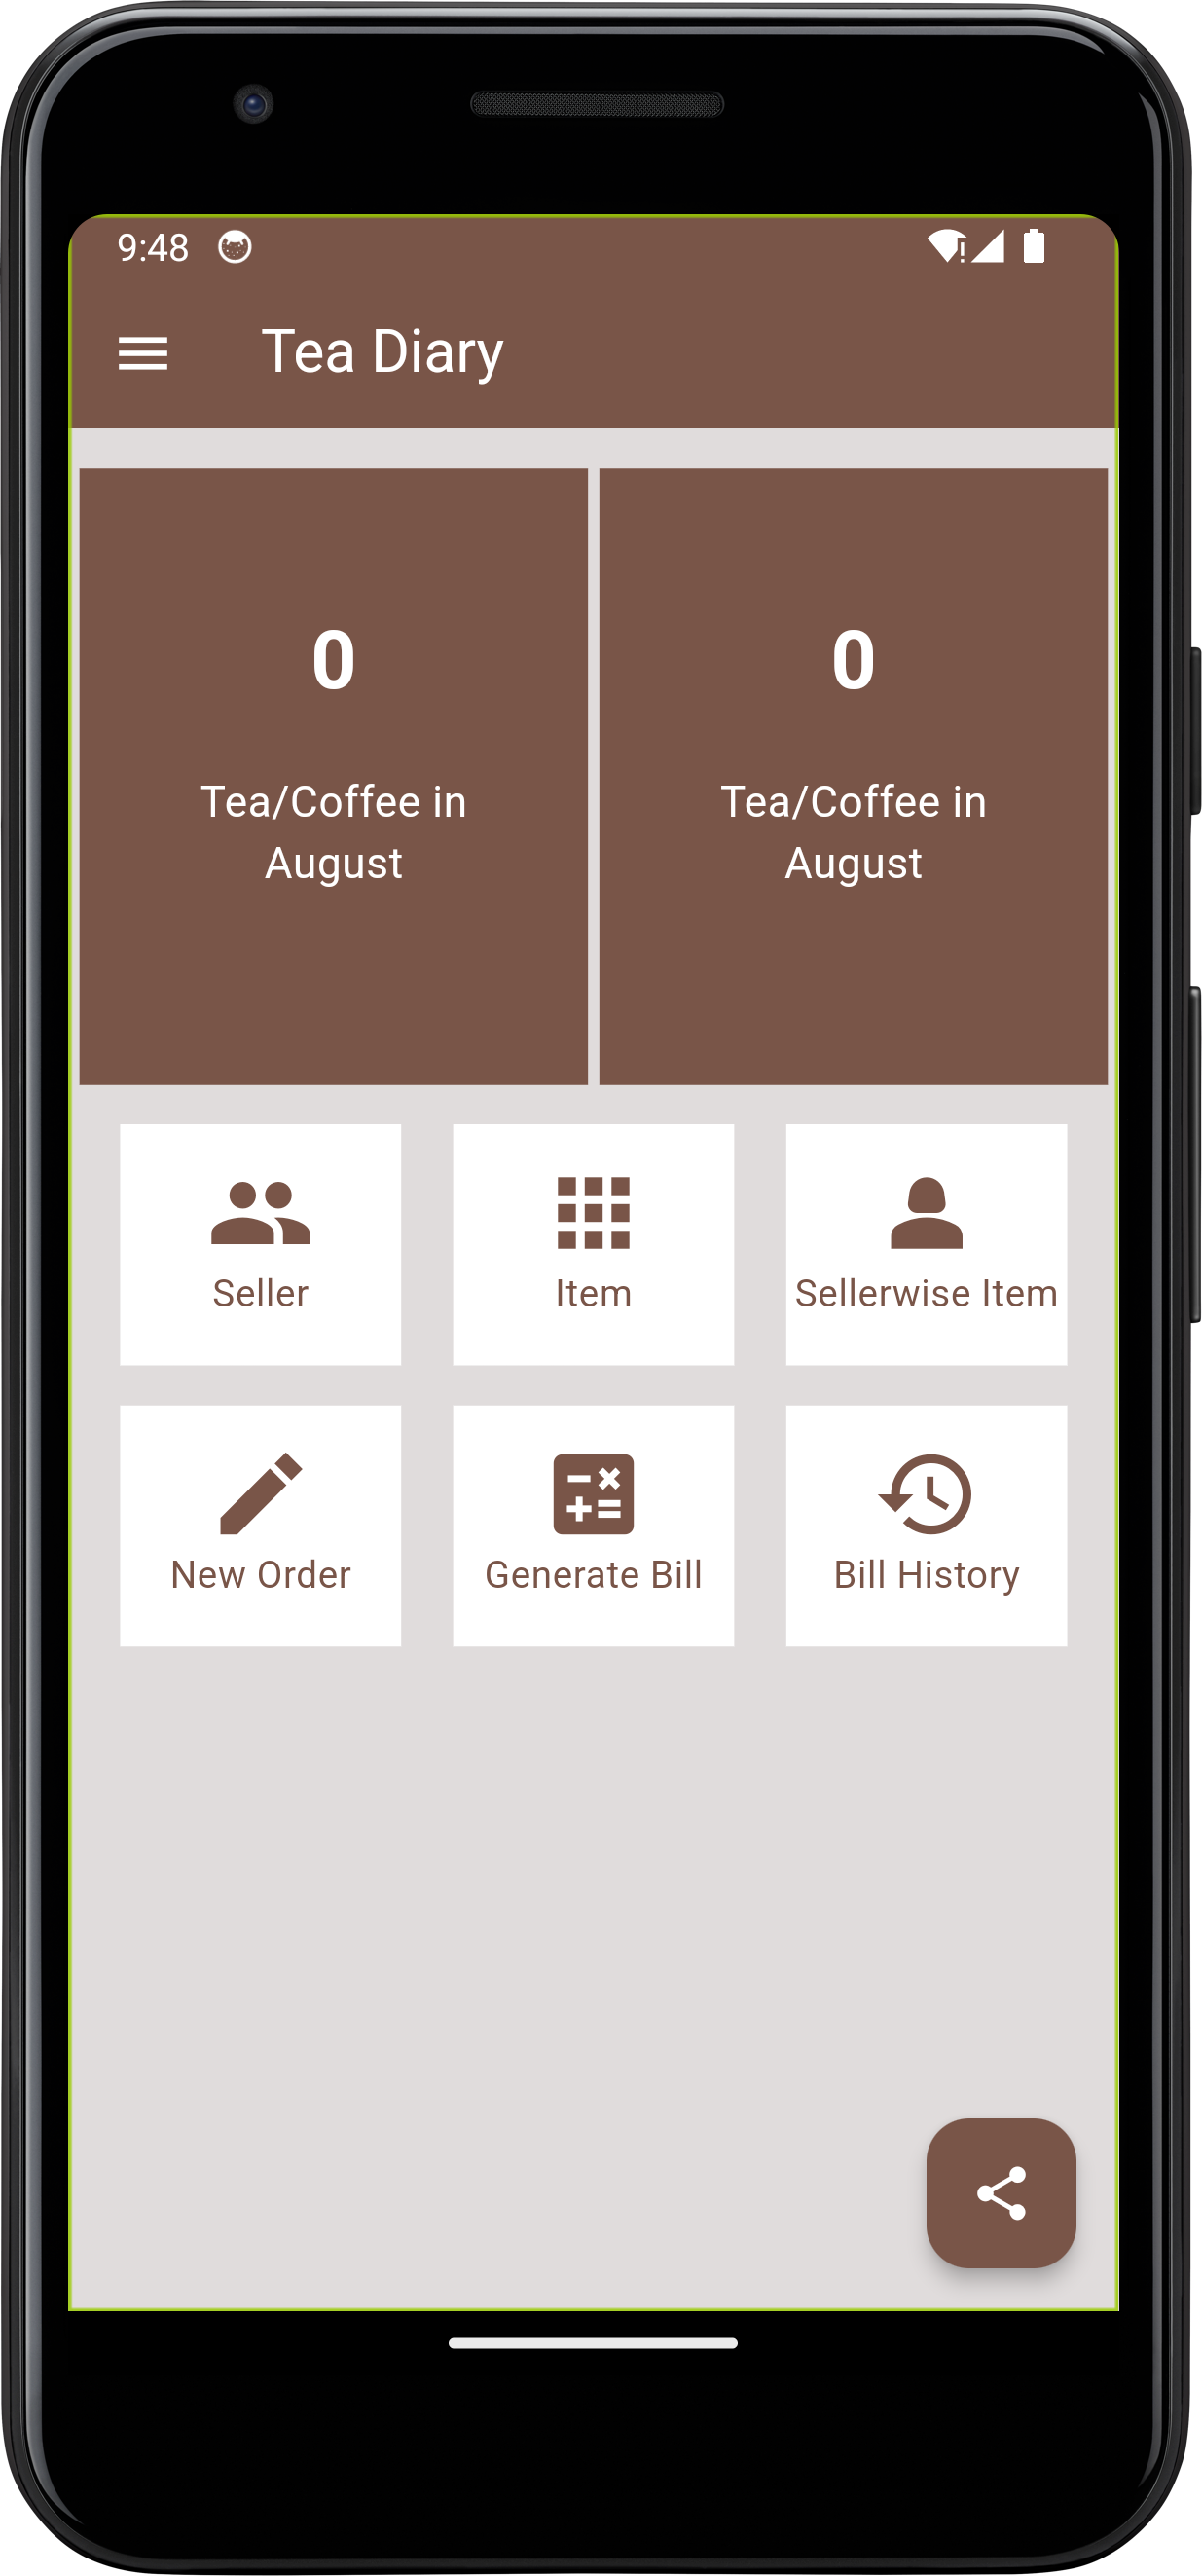 9:48
Tea Diary
0
Tea/Coffee in
August
0
Tea/Coffee in
August
Seller
Item
Sellerwise Item
New Order
Generate Bill
Bill History